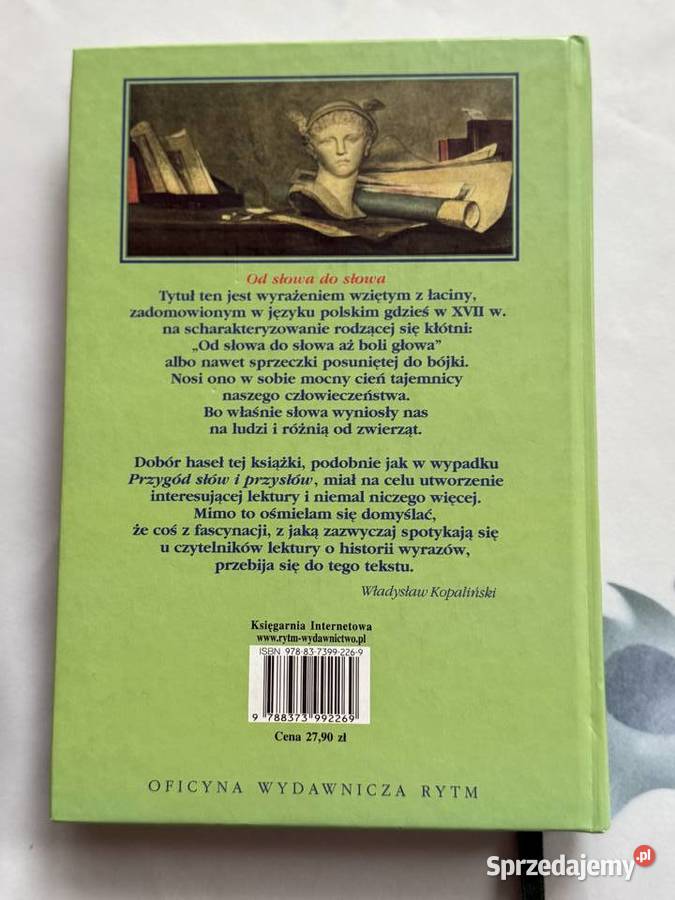 Od słowa do słowa
Tytuł ten jest wyrażeniem wziętym z łaciny,
zadomowionym w języku polskim gdzieś w XVII w.
na scharakteryzowanie rodzącej się kłótni:
„Od słowa do słowa aż boli głowa”
albo nawet sprzeczki posuniętej do bójki.
Nosi ono w sobie mocny cień tajemnicy
naszego człowieczeństwa.
Bo właśnie słowa wyniosły nas
na ludzi i różnią od zwierząt.
Dobór haseł tej książki, podobnie jak w wypadku
Przygód słów i przysłów, miał na celu utworzenie
interesującej lektury i niemal niczego więcej.
Mimo to ośmielam się domyślać,
że coś z fascynacji, z jaką zazwyczaj spotykają się
u czytelników lektury o historii wyrazów,
przebija się do tego tekstu.
Władysław Kopaliński
Księgarnia Internetowa
www.rytm-wydawnictwo.pl
ISBN 978-83-7399-226-9
9 788373 992269
Cena 27,90 zł
OFICYNA WYDAWNICZA RYTM
Sprzedajemy.pl